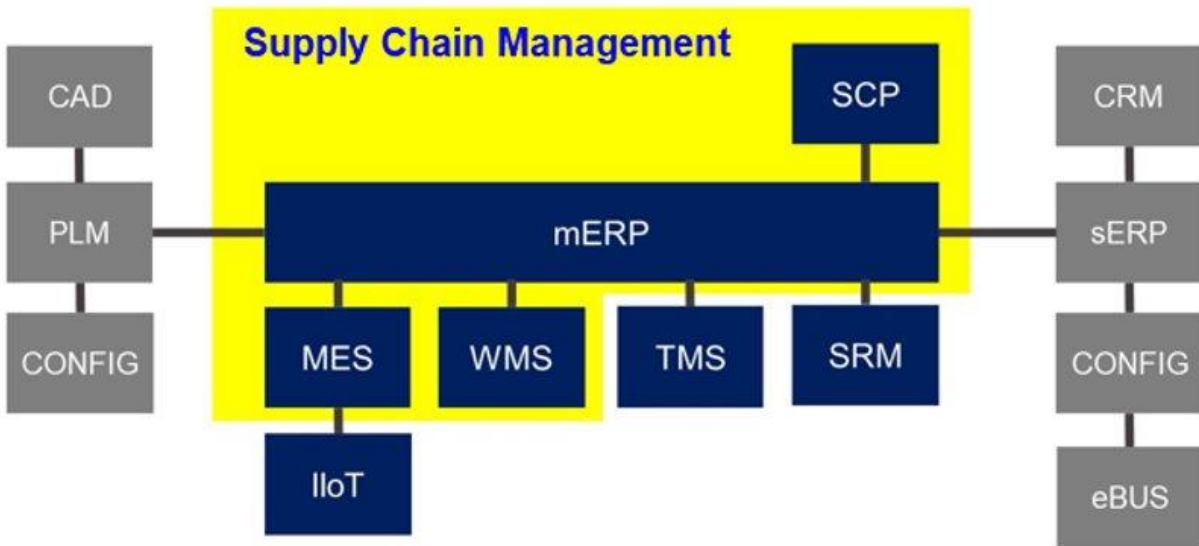 Supply Chain Management
CAD
SCP
CRM
PLM
mERP
sERP
CONFIG
MES
WMS
TMS
SRM
CONFIG
IIoT
eBUS